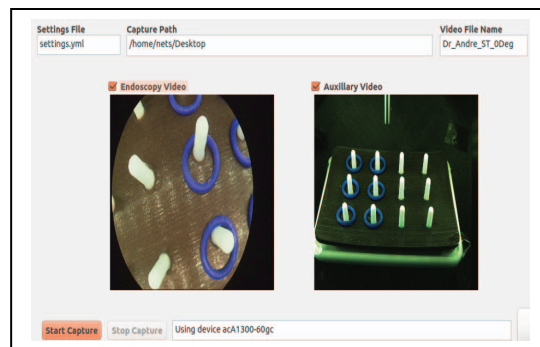 Settings File Capture Path Video File Name
settings.yml /home/nets/Desktop Dr_Andre_ST_0Deg
Endoscopy Video Auxillary Video
Start Capture Stop Capture Using device acA1300-60gc